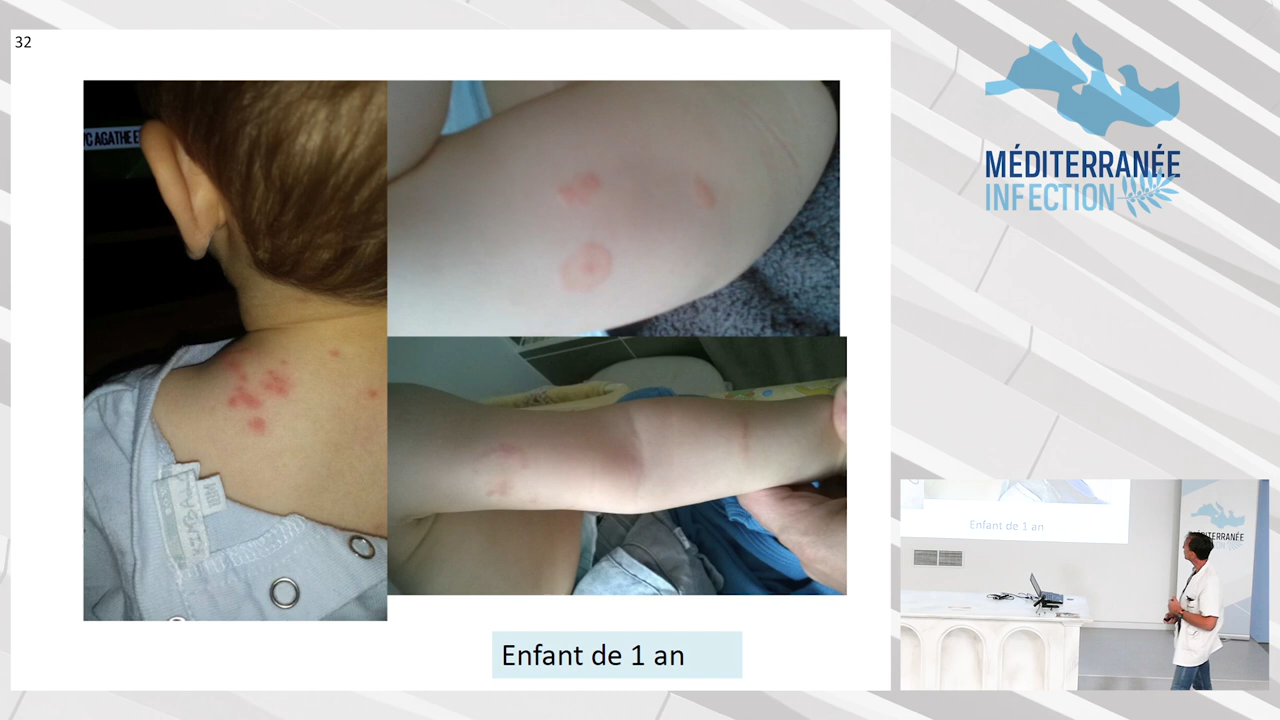 32
MÉDITERRANÉE
INFECTION
Enfant de 1 an
Enfant de 1 an